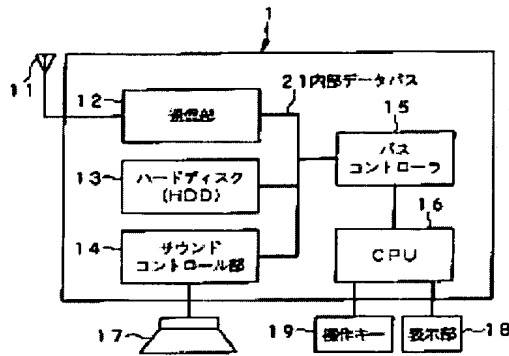 1
11
12
通信部
21内部データバス
15
バス
コントローラ
13
ハードディスク
(HDD)
16
14
サウンド
コントロール部
CPU
17
19
操作キー
表示部
18